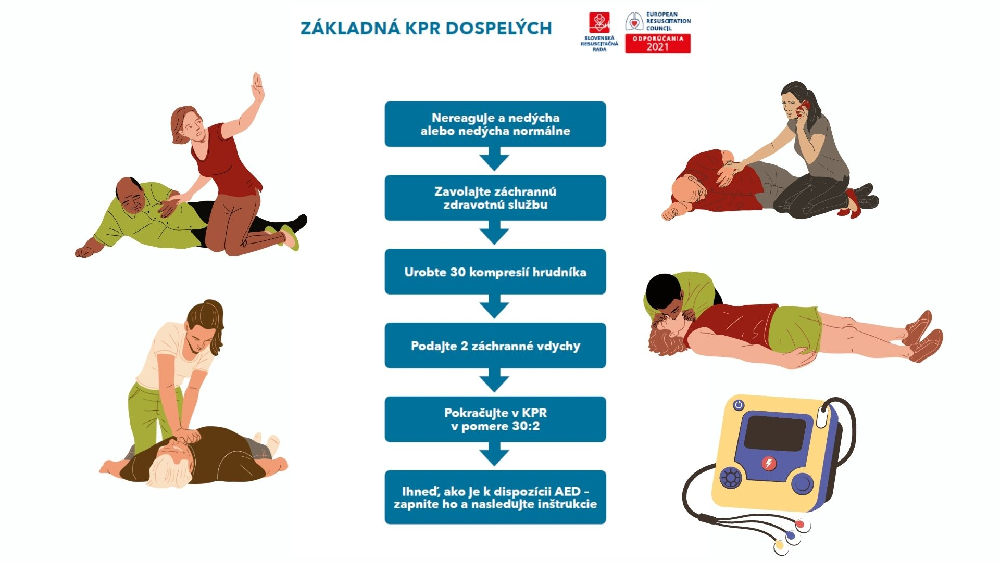 ZÁKLADNÁ KPR DOSPELÝCH
SLOVENSKÁ
RESUSCITAČNÁ
RADA
EUROPEAN
RESUSCITATION
COUNCIL
ODPORÚČANIA
2021
Nereaguje a nedýcha
alebo nedýcha normálne
Zavolajte záchrannú
zdravotnú službu
Urobte 30 kompresií hrudníka
Podajte 2 záchranné vdychy
Pokračujte v KPR
v pomere 30:2
Ihneď, ako je k dispozícii AED –
zapnite ho a nasledujte inštrukcie